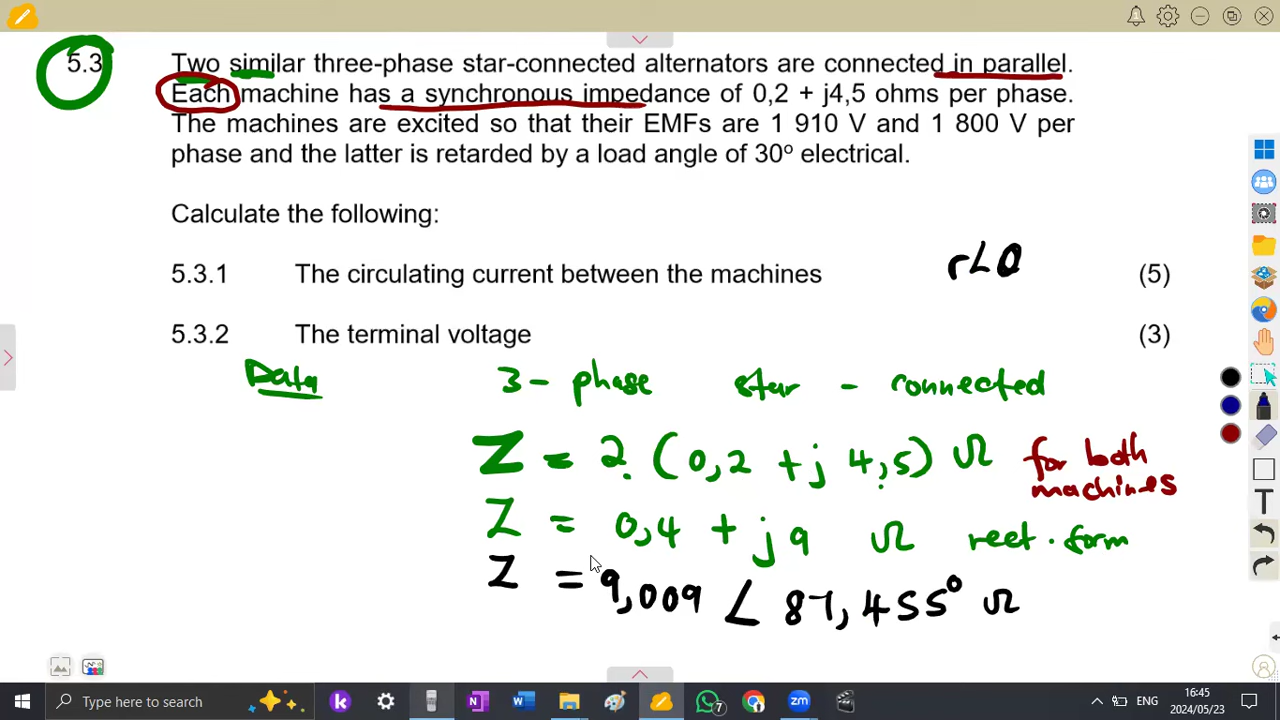 5.3 Two similar three-phase star-connected alternators are connected in parallel.
Each machine has a synchronous impedance of 0,2 + j4,5 ohms per phase.
The machines are excited so that their EMFs are 1 910 V and 1 800 V per
phase and the latter is retarded by a load angle of 30º electrical.
Calculate the following:
r∠θ
5.3.1 The circulating current between the machines (5)
5.3.2 The terminal voltage (3)
Data 3 - phase star - connected
Z = 2 (0,2 + j 4,5) Ω for both
machines
Z = 0,4 + j 9 Ω rect. form
Z = 9,009 ∠ 87,455° Ω
Type here to search
7
zm
ENG
16:45
2024/05/23